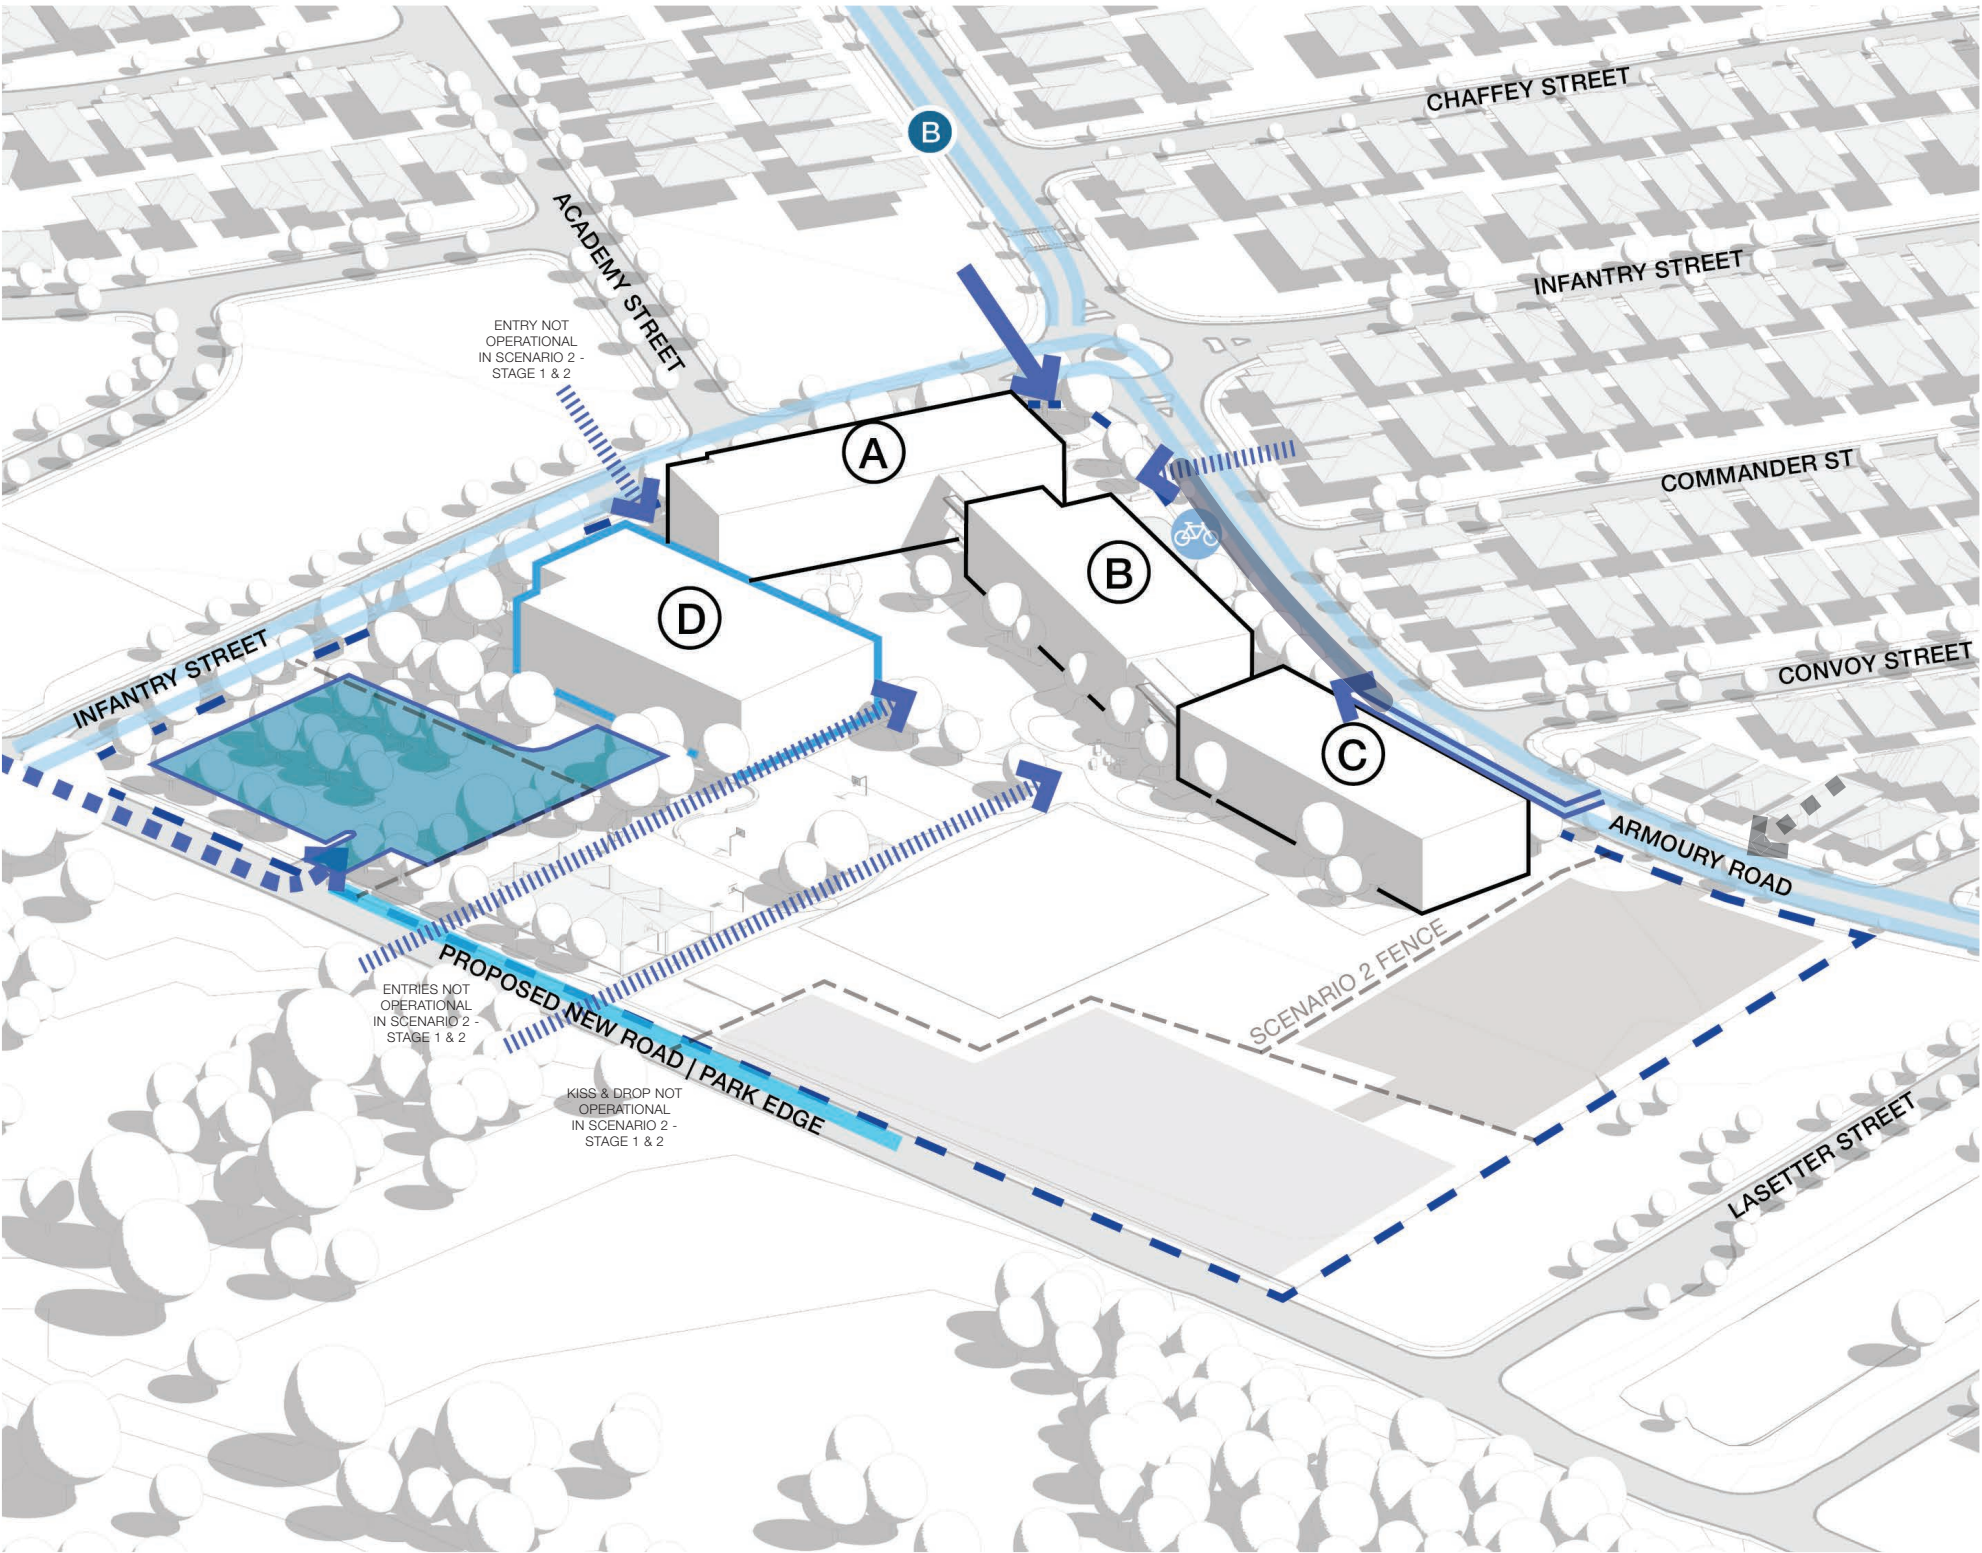 CHAFFEY STREET
B
ACADEMY STREET
INFANTRY STREET
ENTRY NOT
OPERATIONAL
IN SCENARIO 2 -
STAGE 1 & 2
A
COMMANDER ST
B
D
INFANTRY STREET
CONVOY STREET
C
ARMOURY ROAD
SCENARIO 2 FENCE
PROPOSED NEW ROAD | PARK EDGE
ENTRIES NOT
OPERATIONAL
IN SCENARIO 2 -
STAGE 1 & 2
KISS & DROP NOT
OPERATIONAL
IN SCENARIO 2 -
STAGE 1 & 2
LASETTER STREET